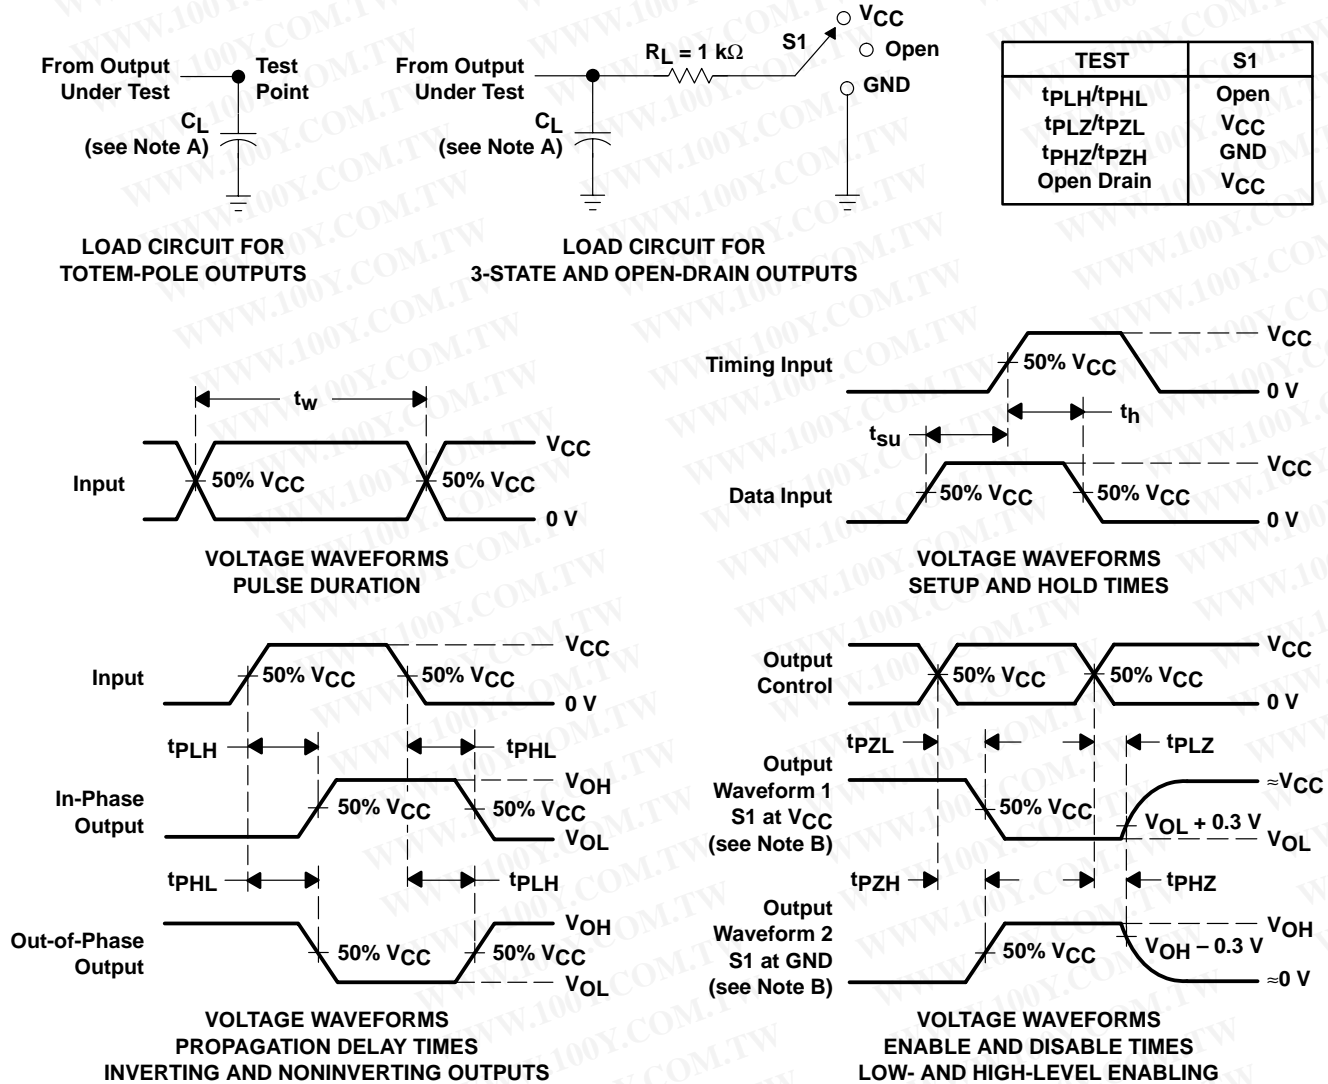 From Output
Under Test
Test
Point
CL
(see Note A)
LOAD CIRCUIT FOR
TOTEM-POLE OUTPUTS
From Output
Under Test
RL = 1 kΩ
S1
VCC
Open
GND
CL
(see Note A)
LOAD CIRCUIT FOR
3-STATE AND OPEN-DRAIN OUTPUTS
TEST S1
tPLH/tPHL Open
tPLZ/tPZL VCC
tPHZ/tPZH GND
Open Drain VCC
tw
Input
50% VCC
50% VCC
VCC
0 V
VOLTAGE WAVEFORMS
PULSE DURATION
Timing Input
50% VCC
VCC
0 V
tsu
th
Data Input
50% VCC
50% VCC
VCC
0 V
VOLTAGE WAVEFORMS
SETUP AND HOLD TIMES
Input
50% VCC
50% VCC
VCC
0 V
tPLH
tPHL
In-Phase
Output
50% VCC
50% VCC
VOH
VOL
tPHL
tPLH
Out-of-Phase
Output
50% VCC
50% VCC
VOH
VOL
VOLTAGE WAVEFORMS
PROPAGATION DELAY TIMES
INVERTING AND NONINVERTING OUTPUTS
Output
Control
50% VCC
50% VCC
VCC
0 V
tPZL
tPLZ
Output
Waveform 1
S1 at VCC
(see Note B)
50% VCC
≈VCC
VOL + 0.3 V
VOL
tPZH
tPHZ
Output
Waveform 2
S1 at GND
(see Note B)
50% VCC
VOH
VOH − 0.3 V
≈0 V
VOLTAGE WAVEFORMS
ENABLE AND DISABLE TIMES
LOW- AND HIGH-LEVEL ENABLING
WWW.100Y.COM.TW